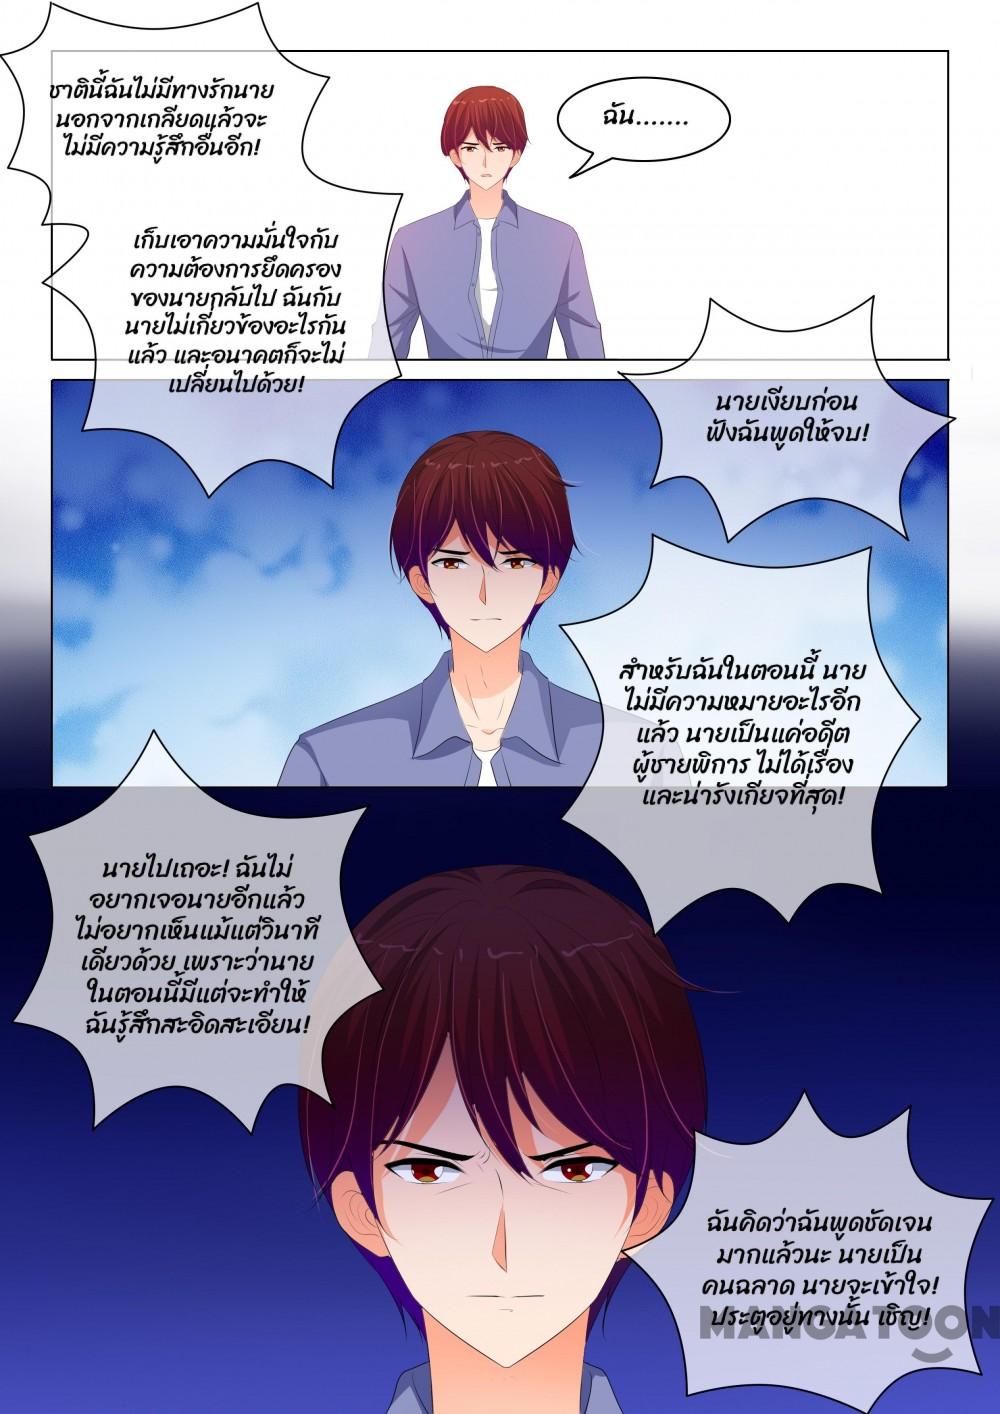 ชาตินี้ฉันไม่มีทางรักนาย
นอกจากเกลียดแล้วจะ
ไม่มีความรู้สึกอื่นอีก!
ฉัน.......
เก็บเอาความมั่นใจกับ
ความต้องการยึดครอง
ของนายกลับไป ฉันกับ
นายไม่เกี่ยวข้องอะไรกัน
แล้ว และอนาคตก็จะไม่
เปลี่ยนไปด้วย!
นายเงียบก่อน
ฟังฉันพูดให้จบ!
สำหรับฉันในตอนนี้ นาย
ไม่มีความหมายอะไรอีก
แล้ว นายเป็นแค่อดีต
ผู้ชายพิการ ไม่ได้เรื่อง
และน่ารังเกียจที่สุด!
นายไปเถอะ! ฉันไม่
อยากเจอนายอีกแล้ว
ไม่อยากเห็นแม้แต่วินาที
เดียวด้วย เพราะว่านาย
ในตอนนี้มีแต่จะทำให้
ฉันรู้สึกสะอิดสะเอียน!
ฉันคิดว่าฉันพูดชัดเจน
มากแล้วนะ นายเป็น
คนฉลาด นายจะเข้าใจ!
ประตูอยู่ทางนั้น เชิญ!
MANGATOON